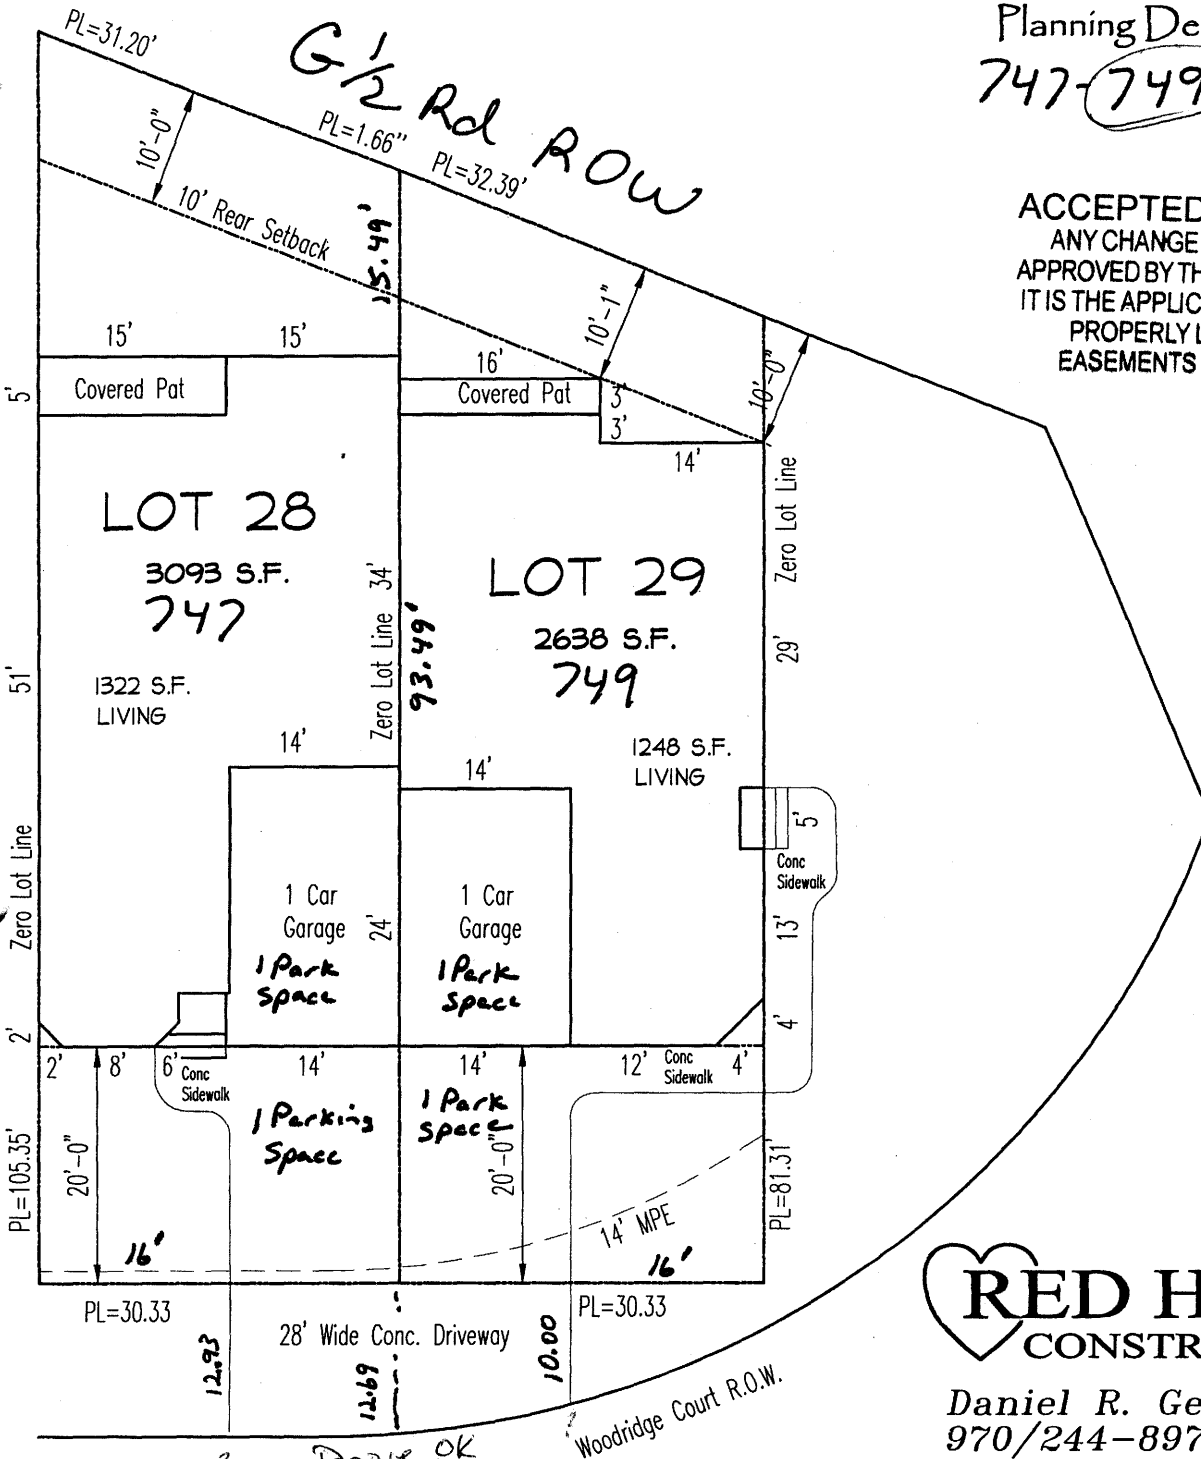 Planning De
747-749
PL=31.20'
G 1/2 Rd ROW
PL=1.66"
PL=32.39'
10'-0"
10' Rear Setback
15.49'
10'-1"
10'-0"
ACCEPTED
ANY CHANGE
APPROVED BY TH
IT IS THE APPLIC
PROPERLY L
EASEMENTS
15'
15'
16'
5'
Covered Pat
Covered Pat
3'
3'
14'
Zero Lot Line
LOT 28
3093 S.F.
747
1322 S.F.
LIVING
51'
34'
Zero Lot Line
93.49'
LOT 29
2638 S.F.
749
1248 S.F.
LIVING
29'
14'
14'
5'
Conc
Sidewalk
Zero Lot Line
1 Car
Garage
24'
1 Park
Space
1 Car
Garage
1 Park
Space
13'
2'
4'
2'
8'
6'
Conc
Sidewalk
14'
14'
12'
Conc
Sidewalk
4'
1 Parking
Space
1 Park
Space
PL=105.35'
20'-0"
20'-0"
PL=81.31'
14' MPE
16'
16'
PL=30.33
PL=30.33
28' Wide Conc. Driveway
12.93
12.69
10.00
Woodridge Court R.O.W.
OK
RED H
CONSTR
Daniel R. Ge
970/244-897